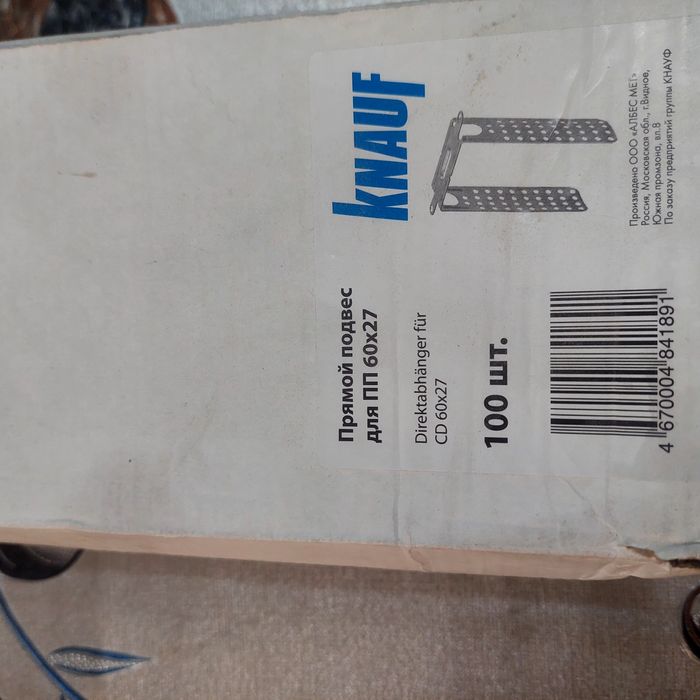 KNAUF
Прямой подвес
для ПП 60x27
Direktabhänger für
CD 60x27
100 шт.
4 670004 841891
Произведено ООО «АЛБЕС МЕТ»
Россия, Московская обл., г.Видное,
Южная промзона, вл.8
По заказу предприятий группы КНАУФ